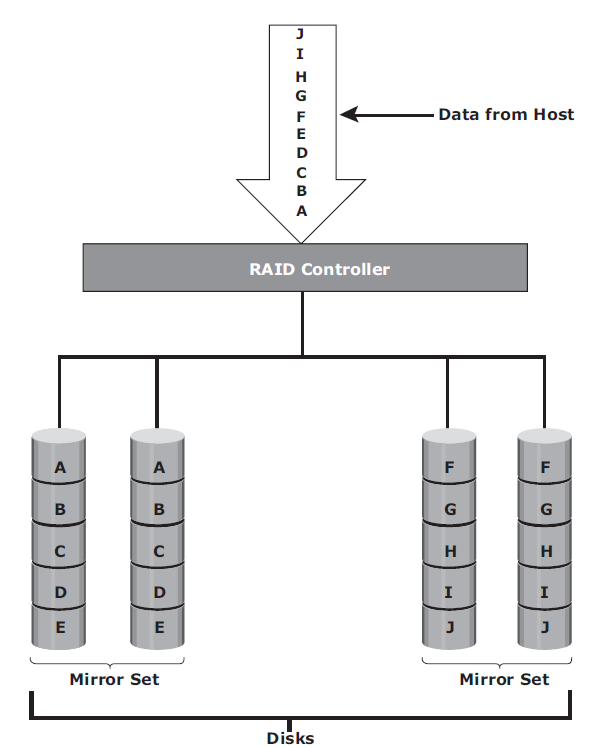 J
I
H
G
F
E
D
C
B
A
Data from Host
RAID Controller
A A F F
B B G G
C C H H
D D I I
E E J J
Mirror Set Mirror Set
Disks